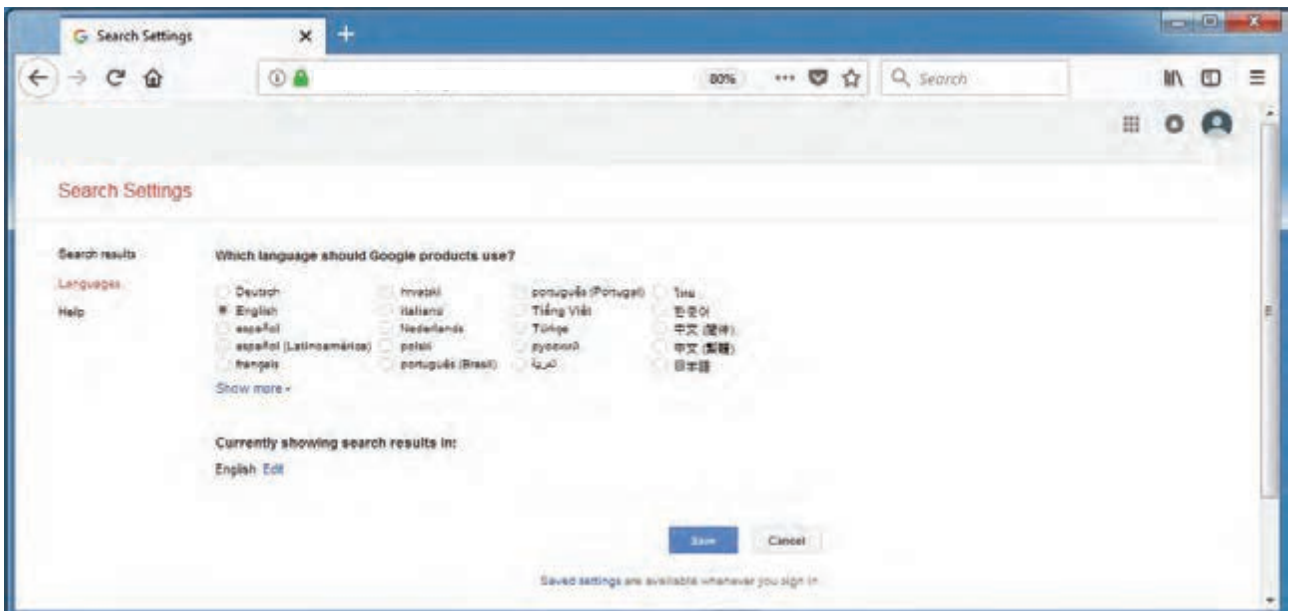 Search Settings
80%
Search
Search Settings
Search results
Languages
Help
Which language should Google products use?
Deutsch hrvatski português (Portugal) ไทย
English italiano Tiếng Việt 한국어
español Nederlands Türkçe 中文 (简体)
español (Latinoamérica) polski русский 中文 (繁體)
français português (Brasil) العربية 日本語
Show more
Currently showing search results in:
English Edit
Save Cancel
Saved settings are available whenever you sign in